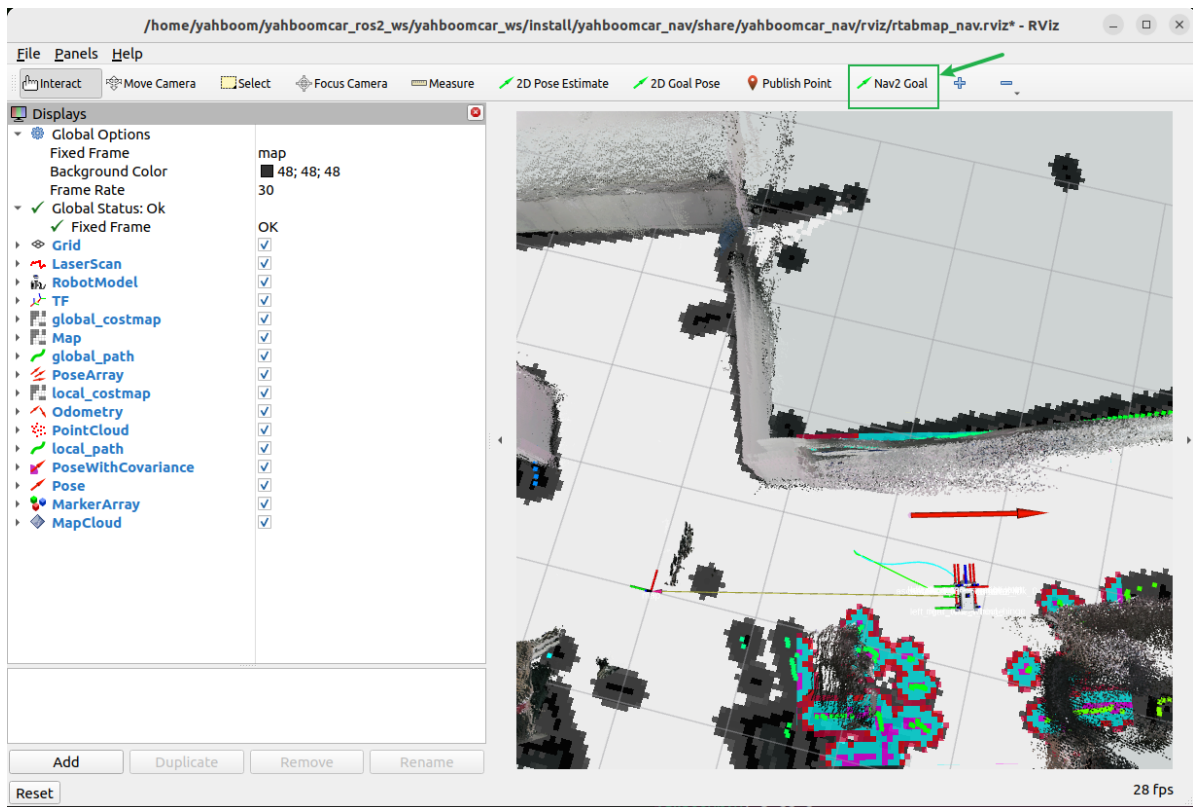 /home/yahboom/yahboomcar_ros2_ws/yahboomcar_ws/install/yahboomcar_nav/share/yahboomcar_nav/rviz/rtabmap_nav.rviz* - RViz
File Panels Help
Interact Move Camera Select Focus Camera Measure 2D Pose Estimate 2D Goal Pose Publish Point Nav2 Goal
Displays
Global Options
Fixed Frame map
Background Color 48; 48; 48
Frame Rate 30
Global Status: Ok
Fixed Frame OK
Grid
LaserScan
RobotModel
TF
global_costmap
Map
global_path
PoseArray
local_costmap
Odometry
PointCloud
local_path
PoseWithCovariance
Pose
MarkerArray
MapCloud
Add Duplicate Remove Rename
Reset 28 fps